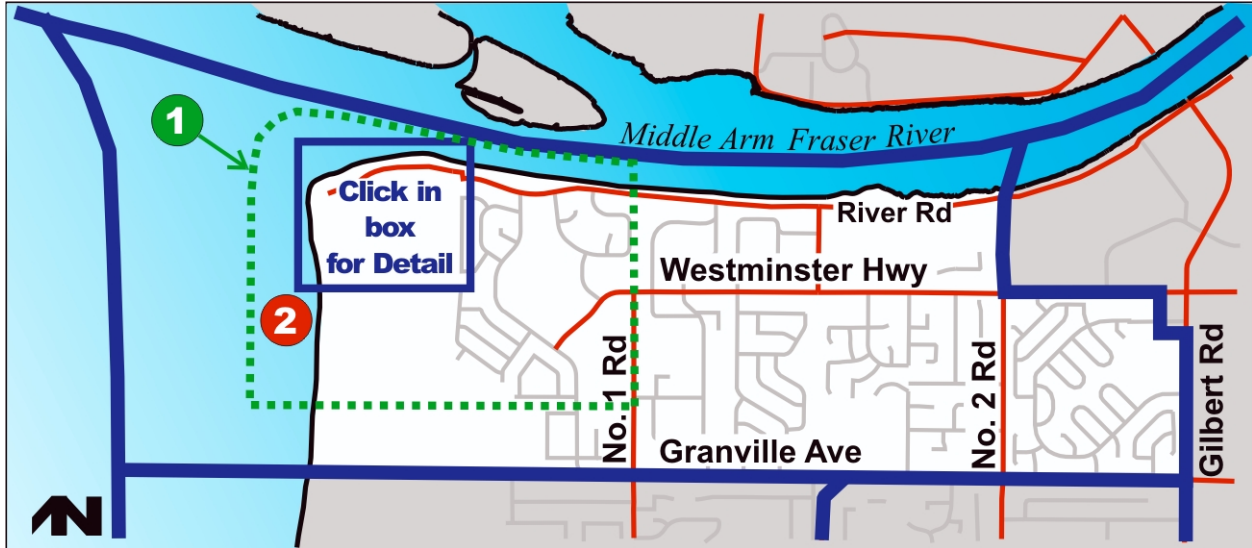 1
Middle Arm Fraser River
Click in
box
for Detail
River Rd
Westminster Hwy
2
No. 1 Rd
No. 2 Rd
Gilbert Rd
Granville Ave
N